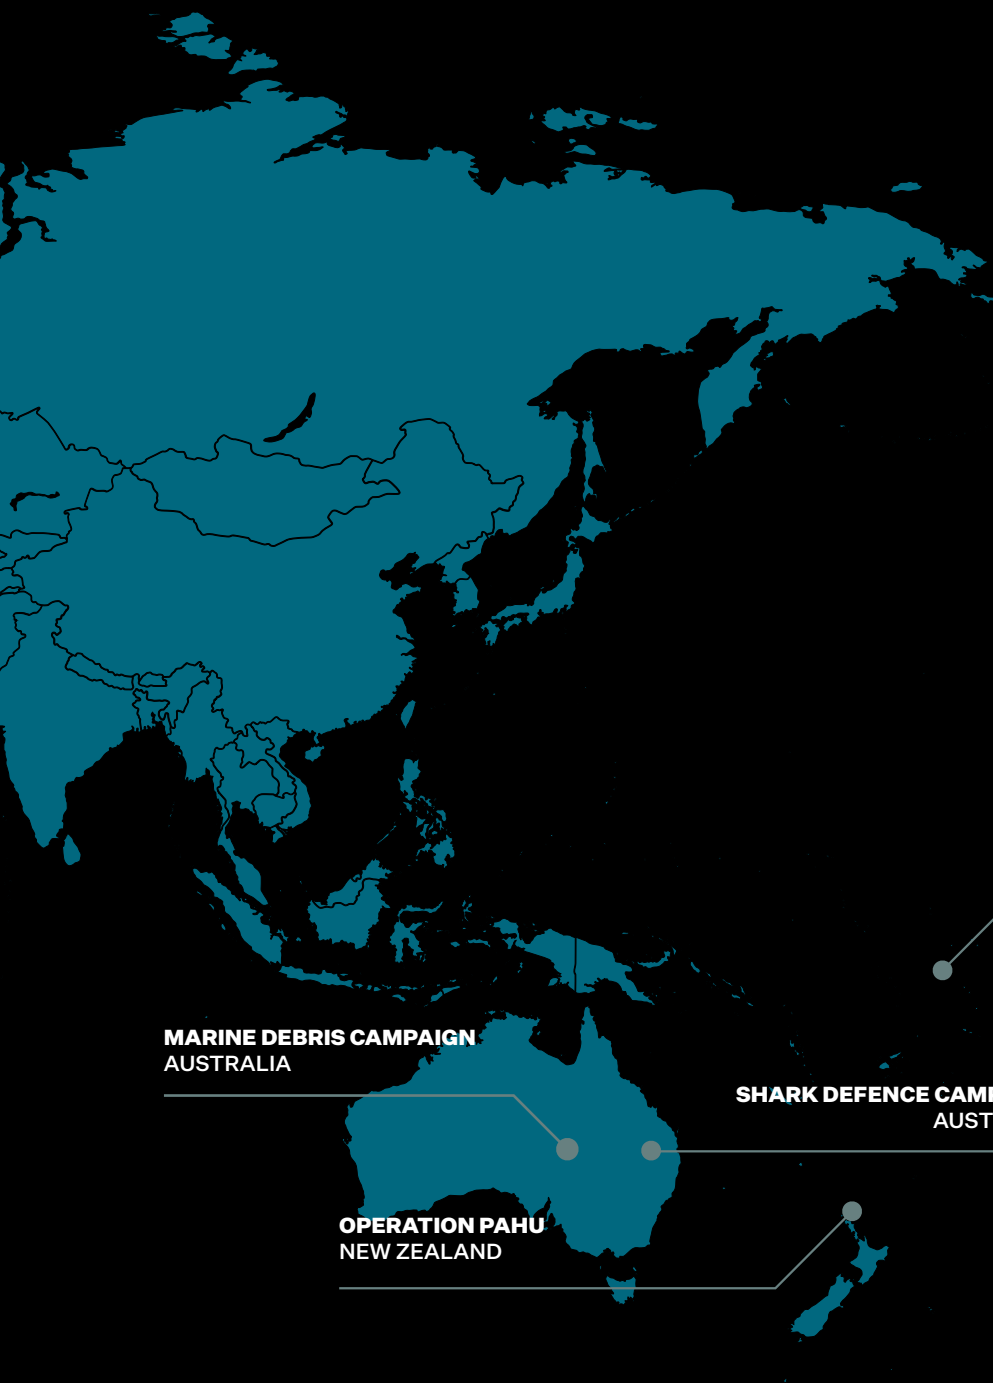 MARINE DEBRIS CAMPAIGN
AUSTRALIA
SHARK DEFENCE
OPERATION PAHU
NEW ZEALAND